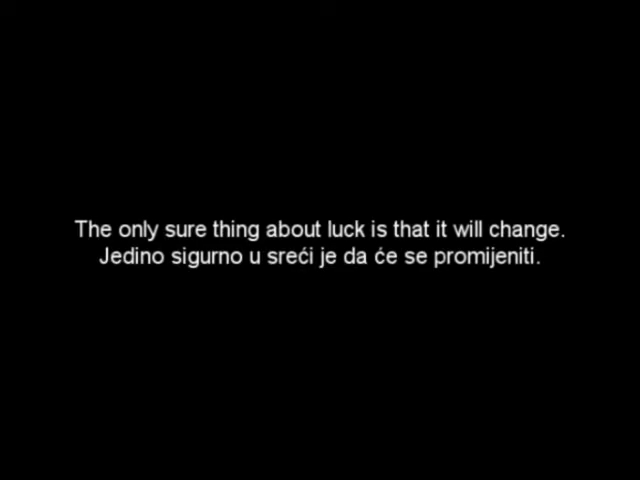 The only sure thing about luck is that it will change.
Jedino sigurno u sreći je da će se promijeniti.